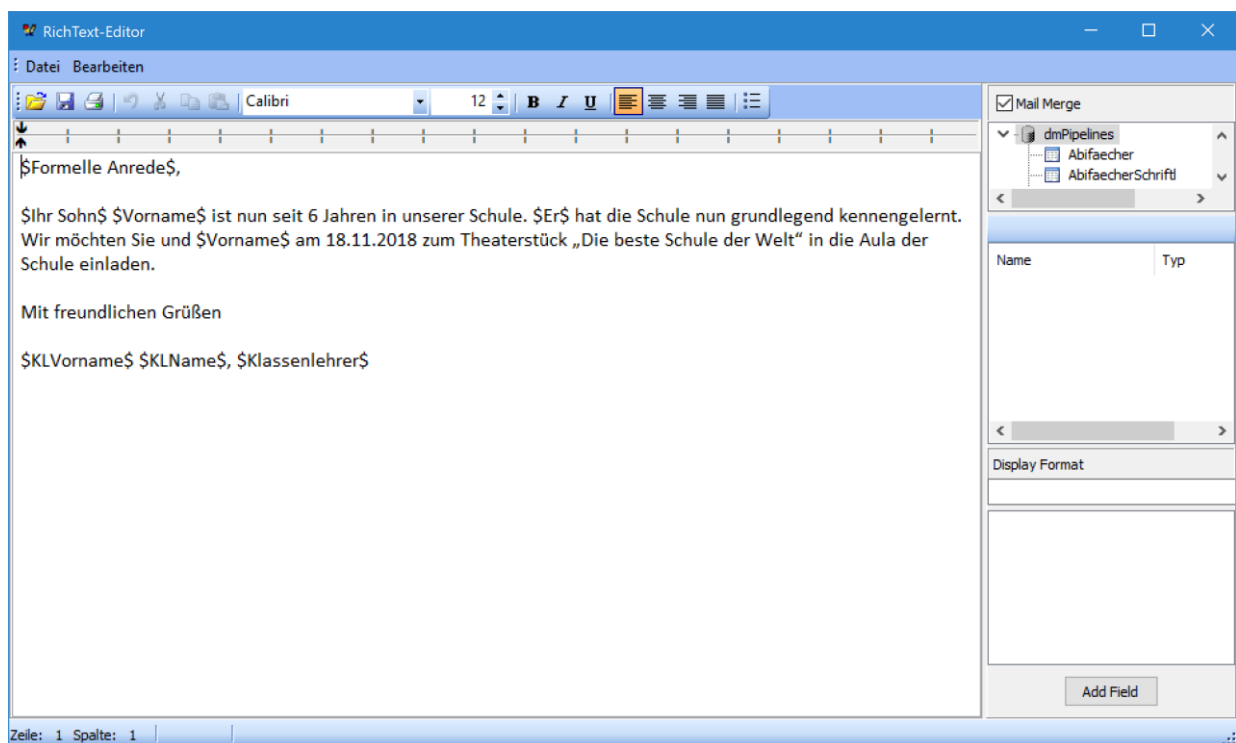 RichText-Editor
Datei Bearbeiten
Calibri 12 B I U
Mail Merge
dmPipelines
Abifaecher
AbifaecherSchriftl
$Formelle Anrede$,
$Ihr Sohn$ $Vorname$ ist nun seit 6 Jahren in unserer Schule. $Er$ hat die Schule nun grundlegend kennengelernt.
Wir möchten Sie und $Vorname$ am 18.11.2018 zum Theaterstück „Die beste Schule der Welt“ in die Aula der
Schule einladen.
Mit freundlichen Grüßen
$KLVorname$ $KLName$, $Klassenlehrer$
Name Typ
Display Format
Add Field
Zeile: 1 Spalte: 1